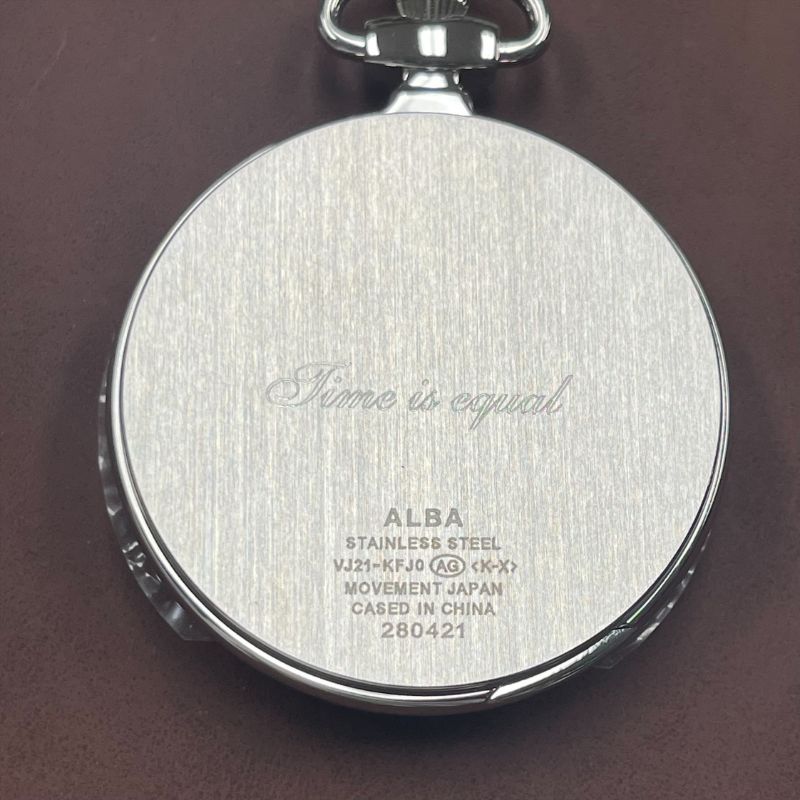 Time is equal
ALBA
STAINLESS STEEL
VJ21-KFJ0 AG <K-X>
MOVEMENT JAPAN
CASED IN CHINA
280421